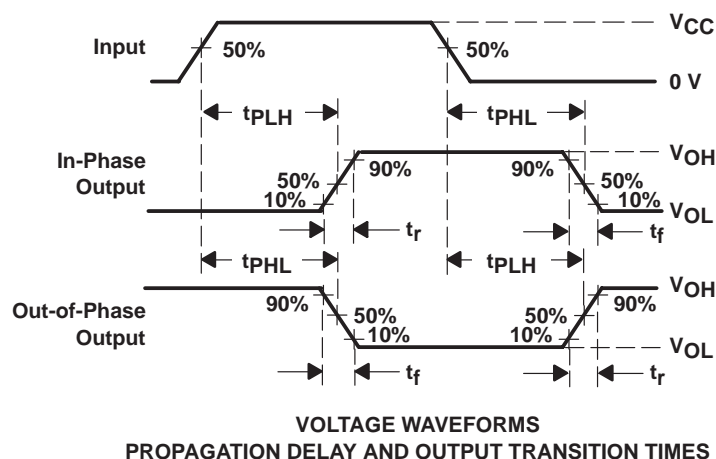 VCC
Input
50%
50%
0 V
tPLH
tPHL
VOH
In-Phase
Output
50%
10%
90%
90%
50%
10%
VOL
tr
tf
tPHL
tPLH
VOH
Out-of-Phase
Output
90%
50%
10%
50%
10%
90%
VOL
tf
tr
VOLTAGE WAVEFORMS
PROPAGATION DELAY AND OUTPUT TRANSITION TIMES